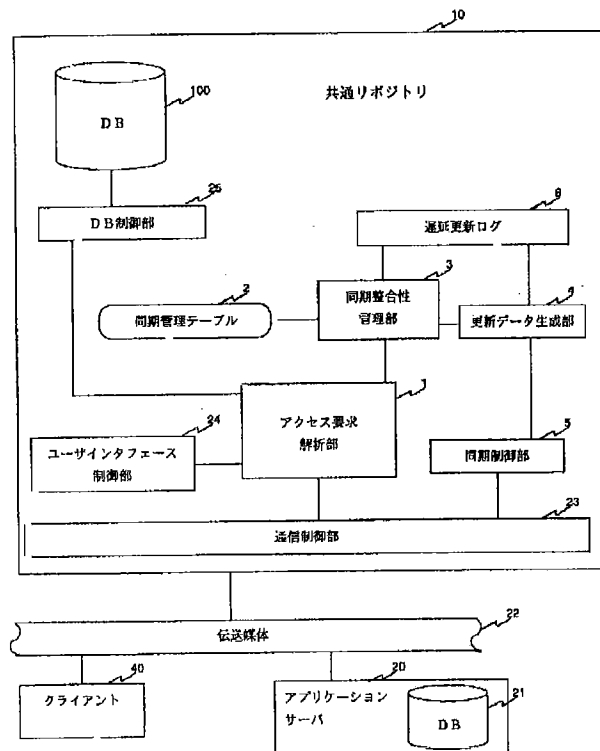 10
100
DB
共通リポジトリ
25
DB制御部
6
遅延更新ログ
3
同期整合性
管理部
2
同期管理テーブル
4
更新データ生成部
1
アクセス要求
解析部
24
ユーザインタフェース
制御部
5
同期制御部
23
通信制御部
22
伝送媒体
40
クライアント
20
アプリケーション
サーバ
21
DB